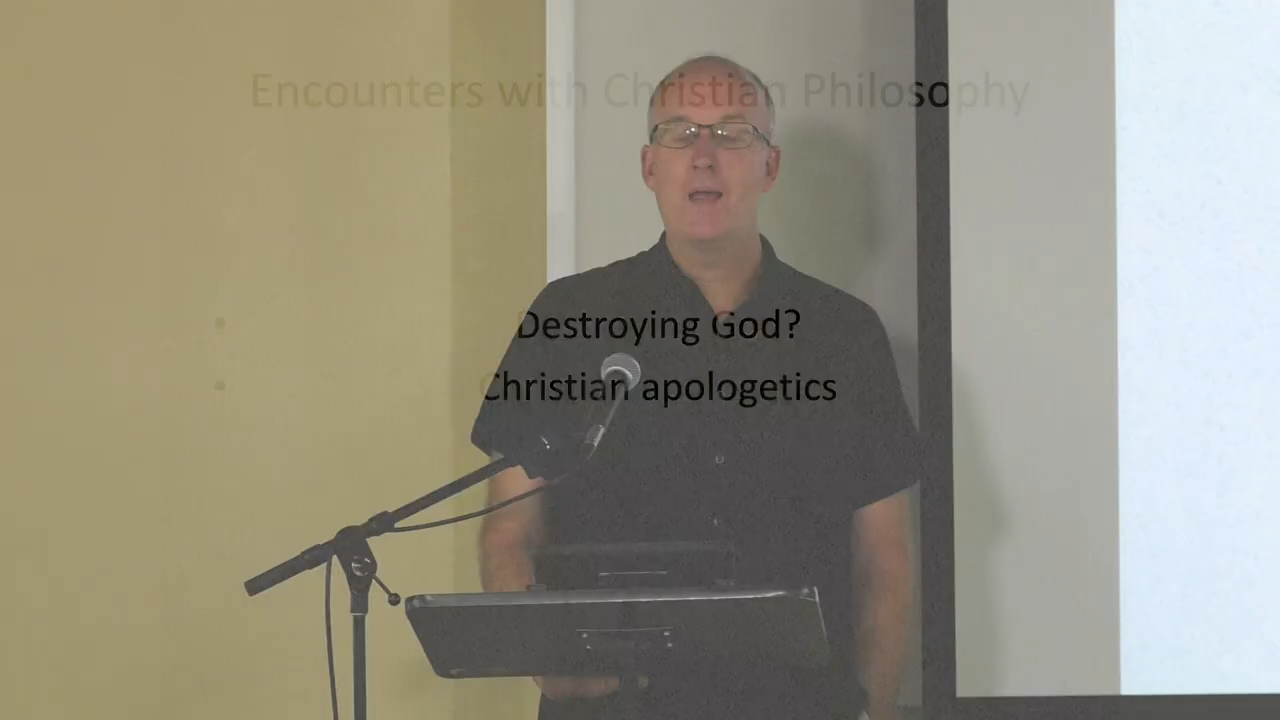 Encounters with Christian Philosophy
Destroying God?
Christian apologetics